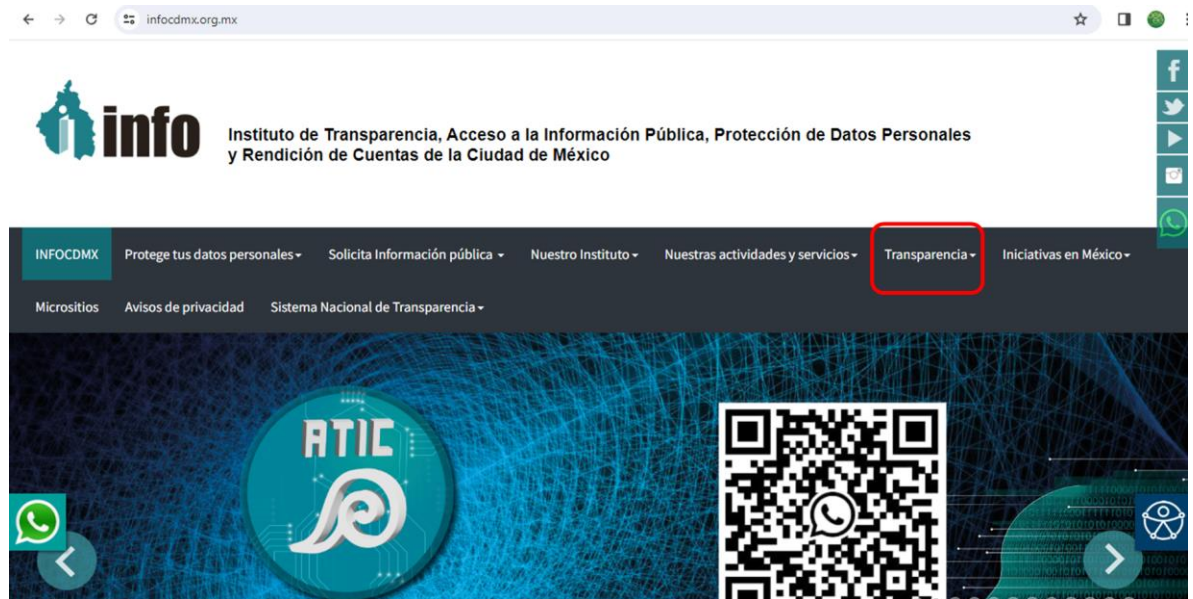 infocdmx.org.mx
info
Instituto de Transparencia, Acceso a la Información Pública, Protección de Datos Personales
y Rendición de Cuentas de la Ciudad de México
INFOCDMX Protege tus datos personales Solicita Información pública Nuestro Instituto Nuestras actividades y servicios Transparencia Iniciativas en México
Micrositios Avisos de privacidad Sistema Nacional de Transparencia
ATIC